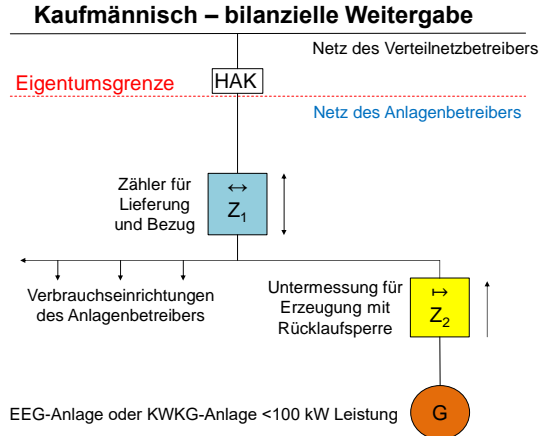 Kaufmännisch – bilanzielle Weitergabe
Netz des Verteilnetzbetreibers
HAK
Eigentumsgrenze
Netz des Anlagenbetreibers
Zähler für
Lieferung
und Bezug
↔
Z1
Verbrauchseinrichtungen
des Anlagenbetreibers
Untermessung für
Erzeugung mit
Rücklaufsperre
↦
Z2
EEG-Anlage oder KWKG-Anlage <100 kW Leistung
G